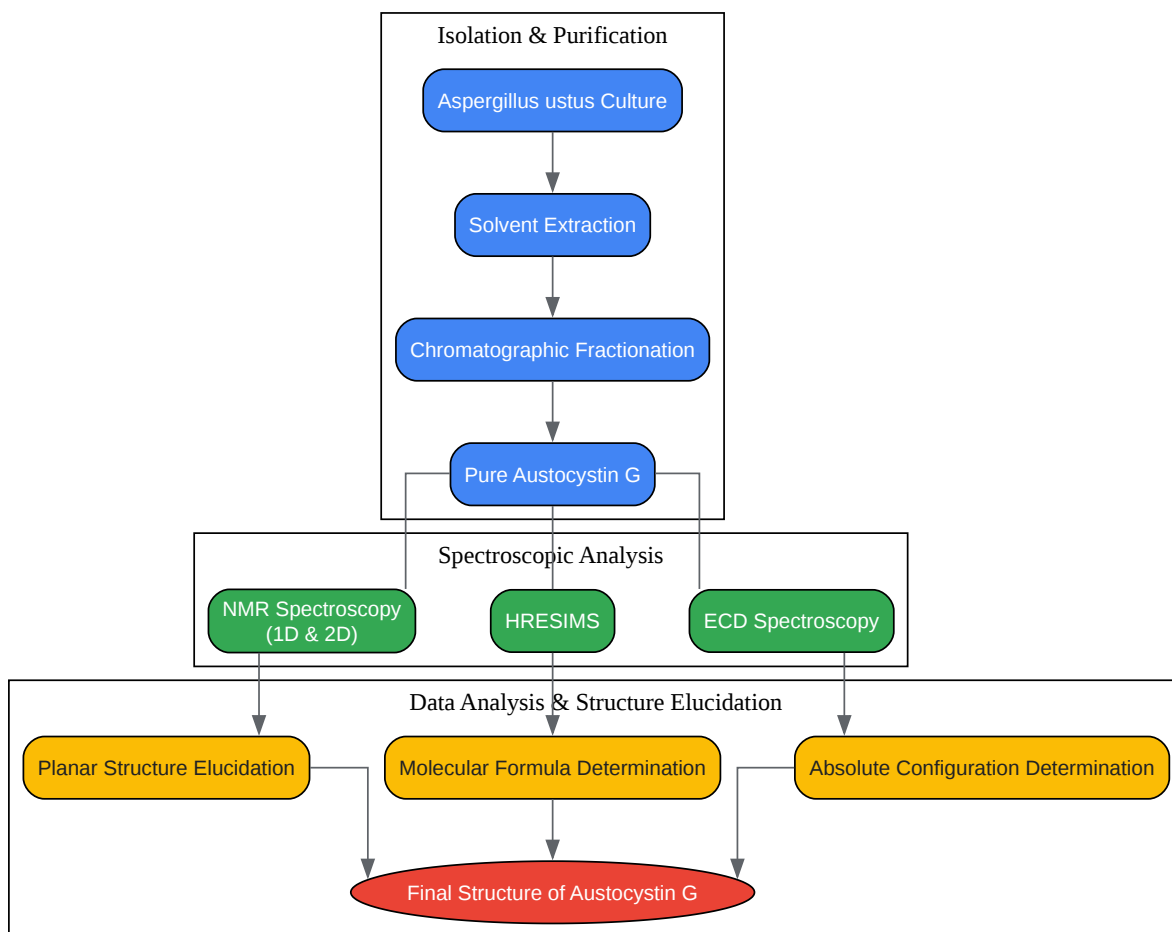 Isolation & Purification
Aspergillus ustus Culture
Solvent Extraction
Chromatographic Fractionation
Pure Austocystin G
Spectroscopic Analysis
NMR Spectroscopy
(1D & 2D)
HRESIMS
ECD Spectroscopy
Data Analysis & Structure Elucidation
Planar Structure Elucidation
Molecular Formula Determination
Absolute Configuration Determination
Final Structure of Austocystin G